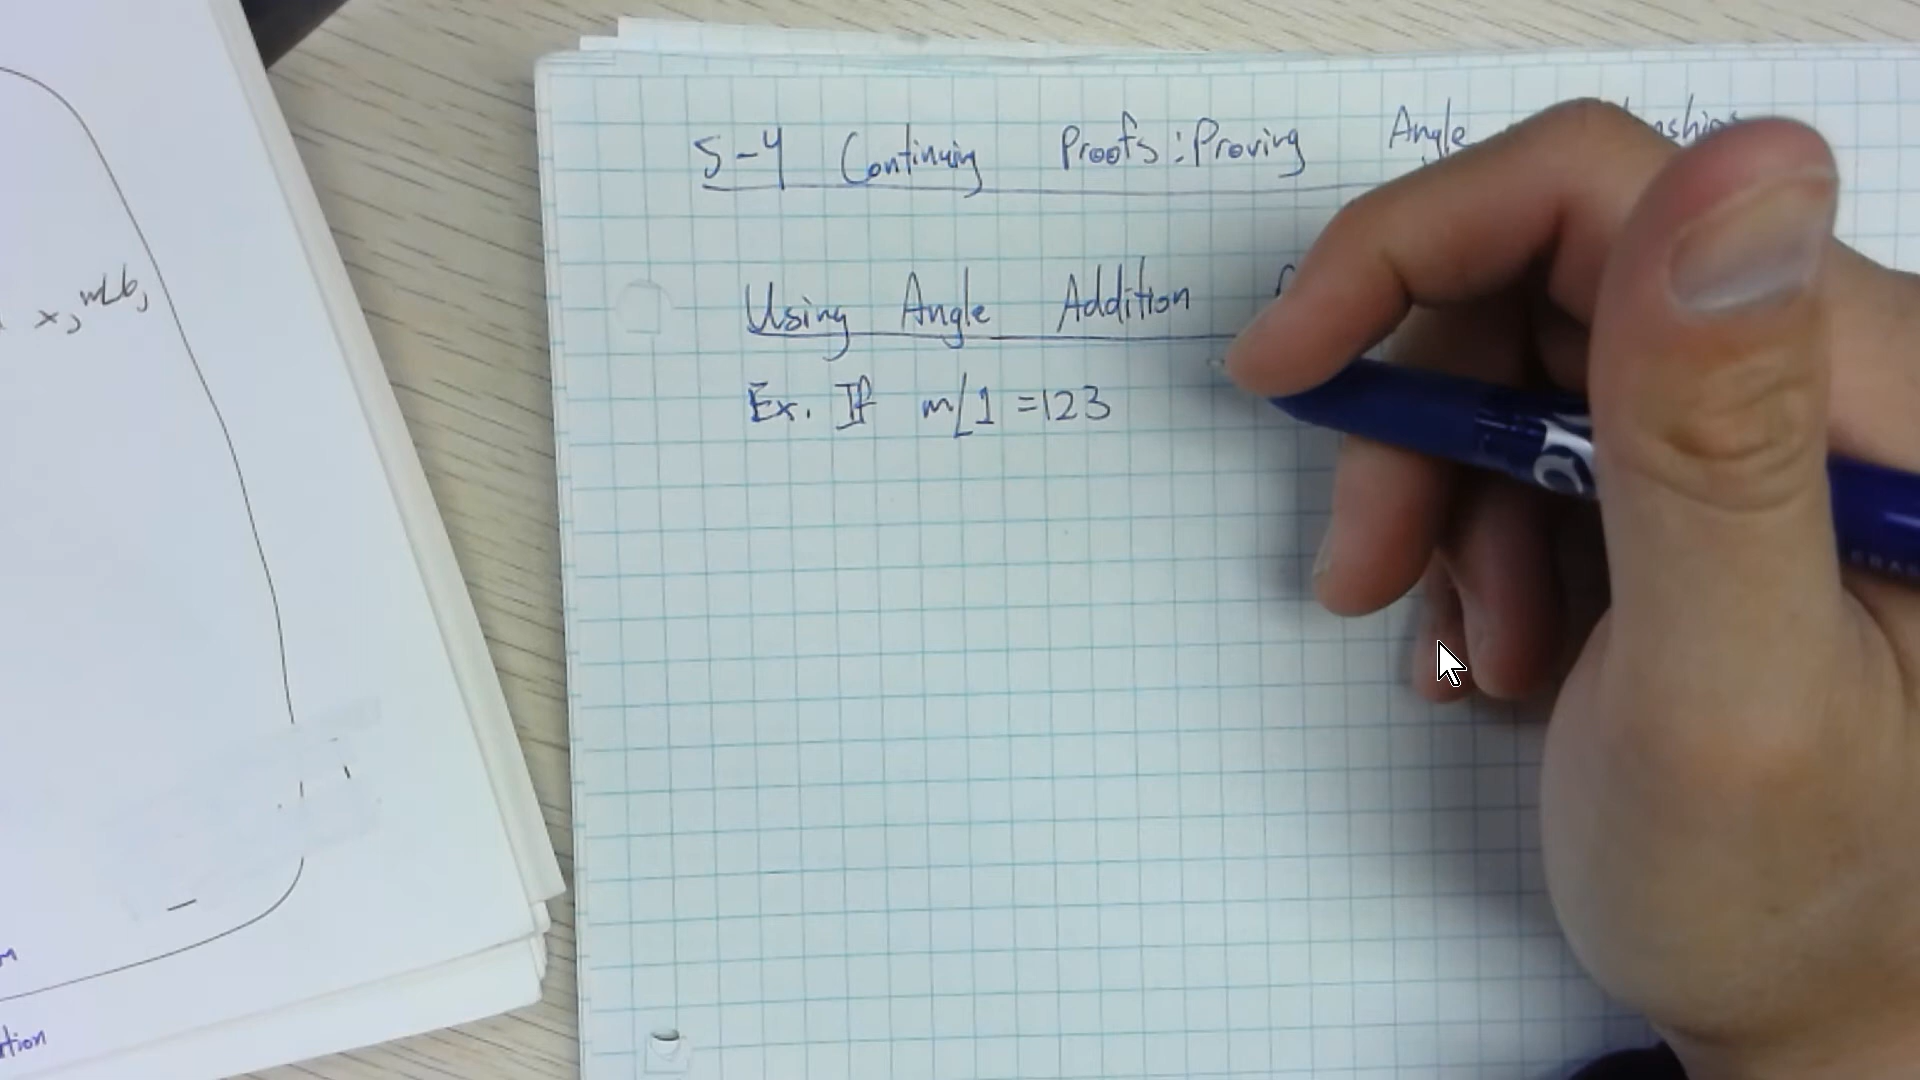 5-4 Continuing Proofs: Proving Angle
Using Angle Addition
Ex. If m∠1 =123
x, m∠b,